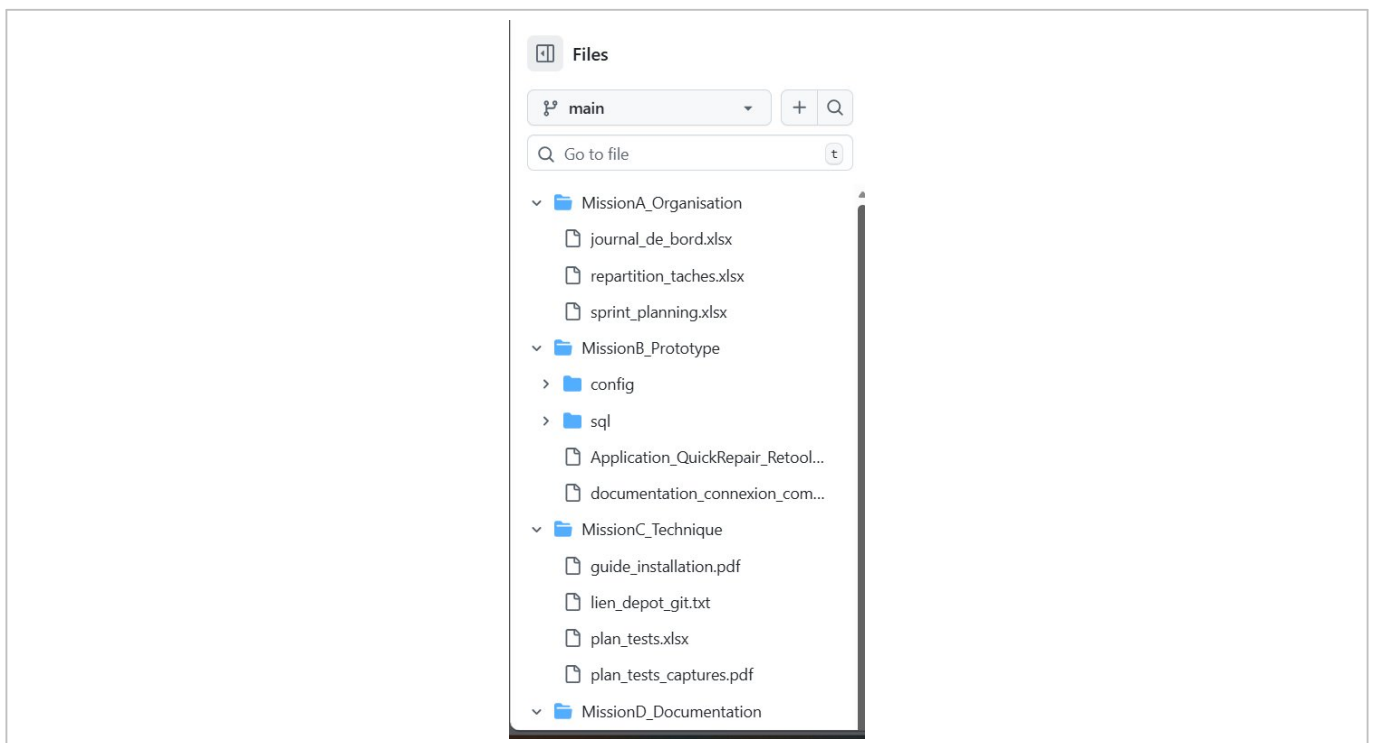 Files
main
Go to file t
MissionA_Organisation
journal_de_bord.xlsx
repartition_taches.xlsx
sprint_planning.xlsx
MissionB_Prototype
config
sql
Application_QuickRepair_Retool...
documentation_connexion_com...
MissionC_Technique
guide_installation.pdf
lien_depot_git.txt
plan_tests.xlsx
plan_tests_captures.pdf
MissionD_Documentation